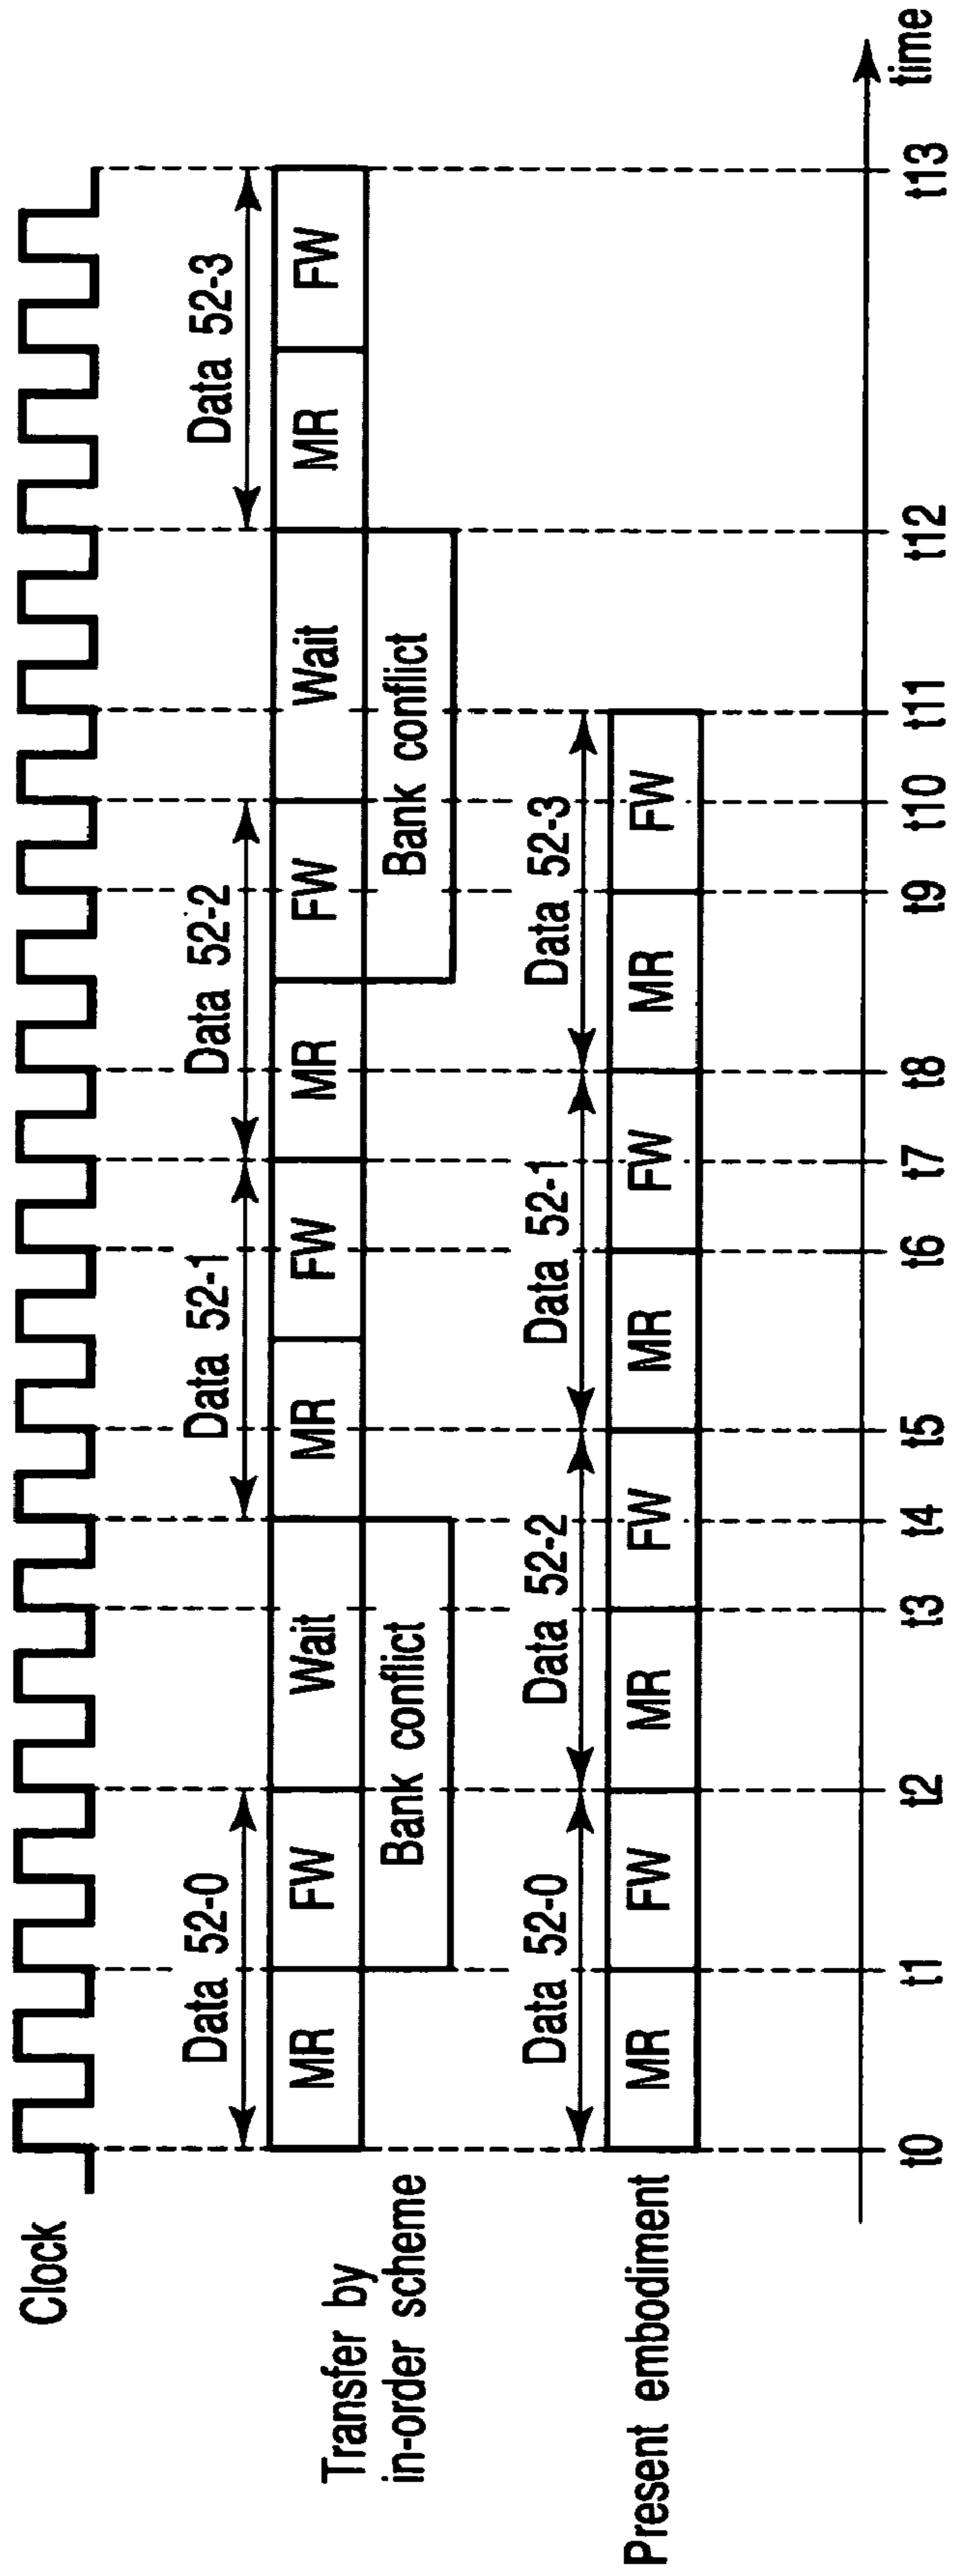 Clock
Data 52-0
Data 52-1
Data 52-2
Data 52-3
Transfer by
in-order scheme
MR
FW
Wait
MR
FW
MR
FW
Wait
MR
FW
Bank conflict
Bank conflict
Data 52-0
Data 52-2
Data 52-1
Data 52-3
Present embodiment
MR
FW
MR
FW
MR
FW
MR
FW
t0
t1
t2
t3
t4
t5
t6
t7
t8
t9
t10
t11
t12
t13
time